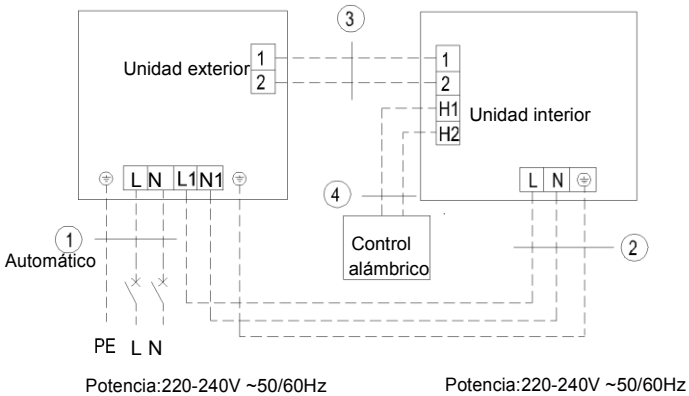 3
Unidad exterior
1
2
1
2
H1
H2
Unidad interior
L N L1 N1
L N
4
1
Automático
Control
alámbrico
2
PE L N
Potencia:220-240V ~50/60Hz
Potencia:220-240V ~50/60Hz